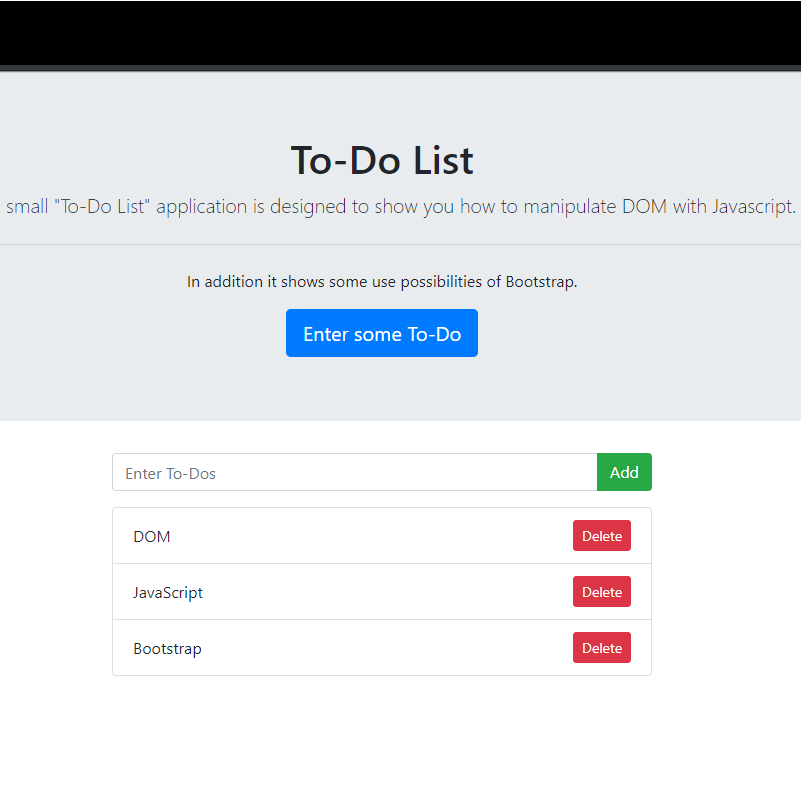 To-Do List
small "To-Do List" application is designed to show you how to manipulate DOM with Javascript.
In addition it shows some use possibilities of Bootstrap.
Enter some To-Do
Enter To-Dos Add
DOM Delete
JavaScript Delete
Bootstrap Delete